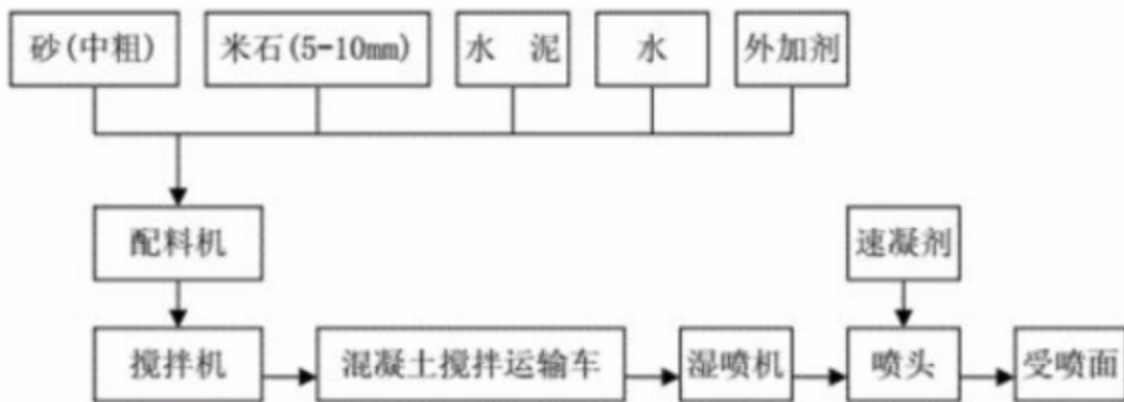 砂(中粗) 米石(5-10mm) 水 泥 水 外加剂
配料机 速凝剂
搅拌机 混凝土搅拌运输车 湿喷机 喷头 受喷面